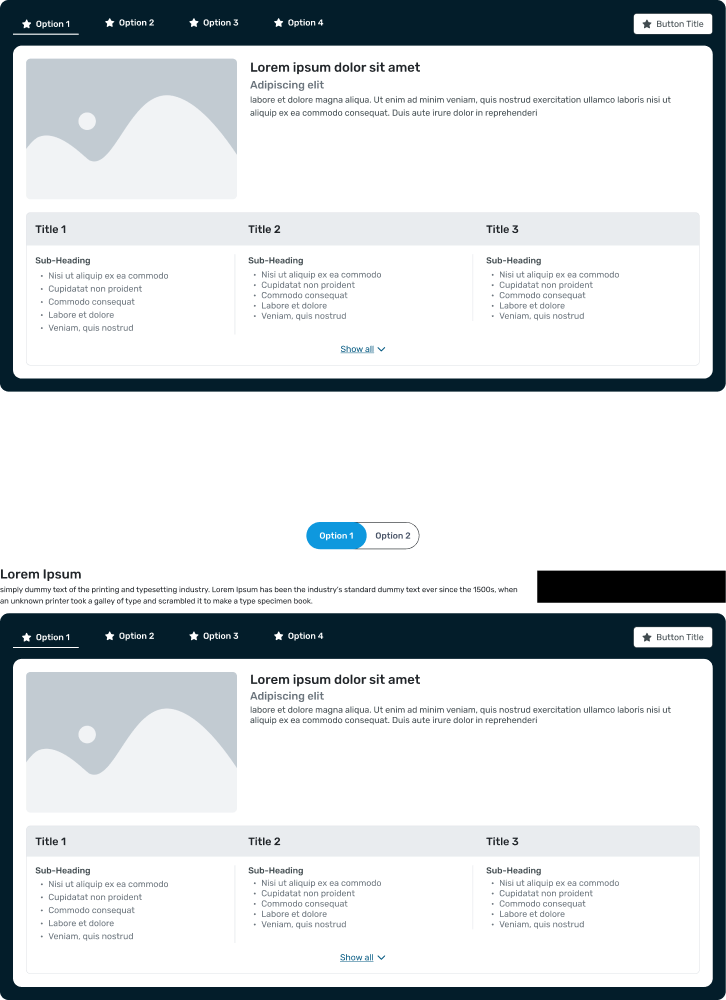 Option 1 Option 2 Option 3 Option 4 Button Title
Lorem ipsum dolor sit amet
Adipiscing elit
labore et dolore magna aliqua. Ut enim ad minim veniam, quis nostrud exercitation ullamco laboris nisi ut
aliquip ex ea commodo consequat. Duis aute irure dolor in reprehenderi
Title 1 Title 2 Title 3
Sub-Heading
• Nisi ut aliquip ex ea commodo
• Cupidatat non proident
• Commodo consequat
• Labore et dolore
• Veniam, quis nostrud
Sub-Heading
• Nisi ut aliquip ex ea commodo
• Cupidatat non proident
• Commodo consequat
• Labore et dolore
• Veniam, quis nostrud
Sub-Heading
• Nisi ut aliquip ex ea commodo
• Cupidatat non proident
• Commodo consequat
• Labore et dolore
• Veniam, quis nostrud
Show all
Option 1 Option 2
Lorem Ipsum
simply dummy text of the printing and typesetting industry. Lorem Ipsum has been the industry's standard dummy text ever since the 1500s, when
an unknown printer took a galley of type and scrambled it to make a type specimen book.
Option 1 Option 2 Option 3 Option 4 Button Title
Lorem ipsum dolor sit amet
Adipiscing elit
labore et dolore magna aliqua. Ut enim ad minim veniam, quis nostrud exercitation ullamco laboris nisi ut
aliquip ex ea commodo consequat. Duis aute irure dolor in reprehenderi
Title 1 Title 2 Title 3
Sub-Heading
• Nisi ut aliquip ex ea commodo
• Cupidatat non proident
• Commodo consequat
• Labore et dolore
• Veniam, quis nostrud
Sub-Heading
• Nisi ut aliquip ex ea commodo
• Cupidatat non proident
• Commodo consequat
• Labore et dolore
• Veniam, quis nostrud
Sub-Heading
• Nisi ut aliquip ex ea commodo
• Cupidatat non proident
• Commodo consequat
• Labore et dolore
• Veniam, quis nostrud
Show all